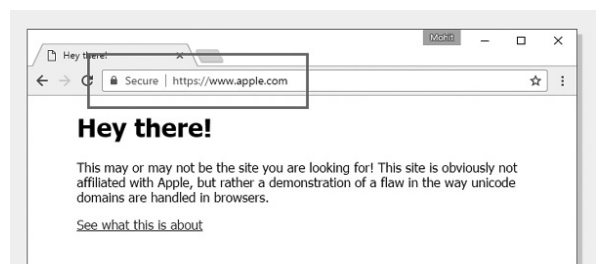 Mohit
Hey there!
Secure | https://www.apple.com
Hey there!
This may or may not be the site you are looking for! This site is obviously not
affiliated with Apple, but rather a demonstration of a flaw in the way unicode
domains are handled in browsers.
See what this is about